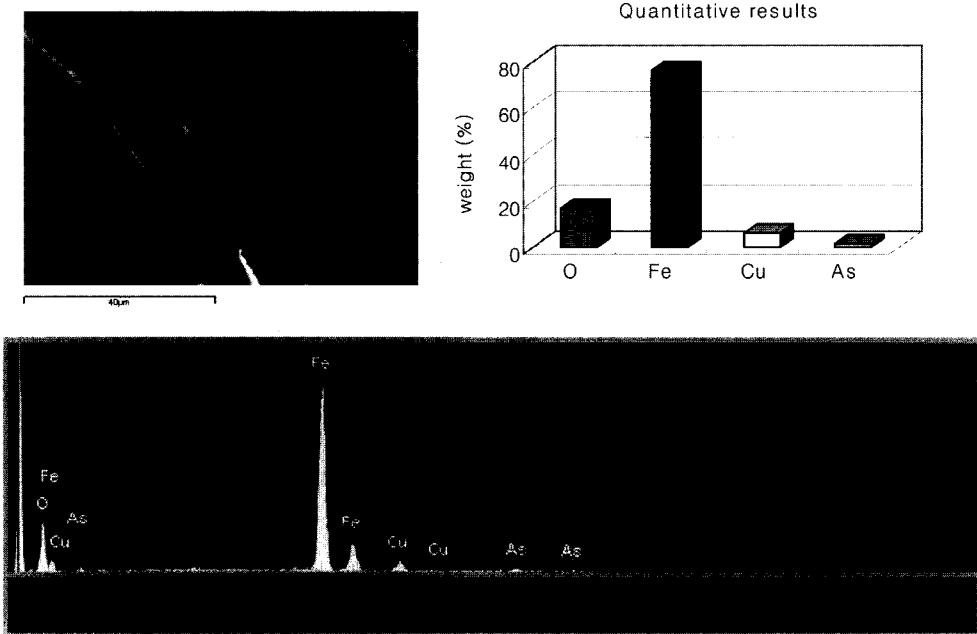 Quantitative results
80
60
40
20
0
weight (%)
O
Fe
Cu
As
40µm
Fe
Fe
O
As
Cu
Fe
Cu
Cu
As
As